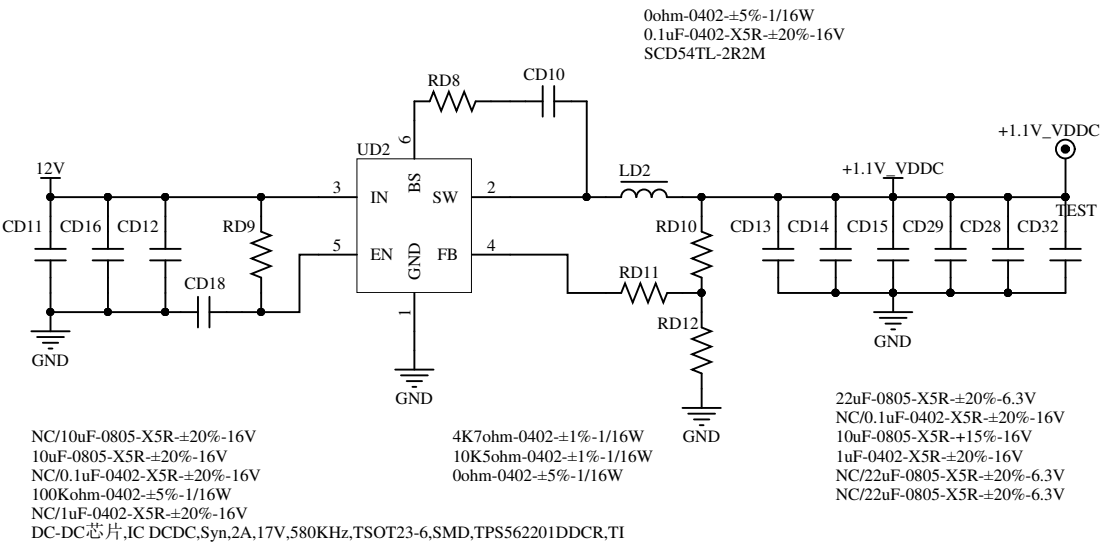 0ohm-0402-±5%-1/16W
0.1uF-0402-X5R-±20%-16V
SCD54TL-2R2M
RD8
CD10
+1.1V_VDDC
6
UD2
12V
3
IN
BS
SW
2
LD2
+1.1V_VDDC
TEST
CD11
CD16
CD12
RD9
5
EN
GND
FB
4
RD10
CD13
CD14
CD15
CD29
CD28
CD32
RD11
CD18
1
RD12
GND
GND
GND
GND
NC/10uF-0805-X5R-±20%-16V
10uF-0805-X5R-±20%-16V
NC/0.1uF-0402-X5R-±20%-16V
100Kohm-0402-±5%-1/16W
NC/1uF-0402-X5R-±20%-16V
DC-DC芯片,IC DCDC,Syn,2A,17V,580KHz,TSOT23-6,SMD,TPS562201DDCR,TI
4K7ohm-0402-±1%-1/16W
10K5ohm-0402-±1%-1/16W
0ohm-0402-±5%-1/16W
22uF-0805-X5R-±20%-6.3V
NC/0.1uF-0402-X5R-±20%-16V
10uF-0805-X5R-+15%-16V
1uF-0402-X5R-±20%-16V
NC/22uF-0805-X5R-±20%-6.3V
NC/22uF-0805-X5R-±20%-6.3V